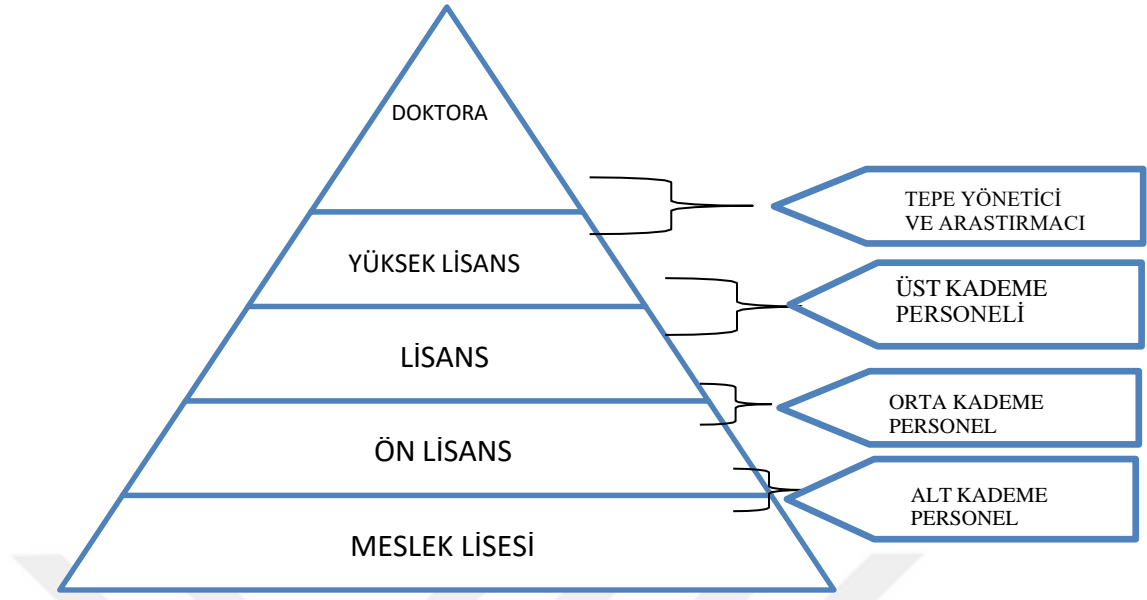 DOKTORA
YÜKSEK LİSANS
LİSANS
ÖN LİSANS
MESLEK LİSESİ
TEPE YÖNETİCİ
VE ARASTIRMACI
ÜST KADEME
PERSONELİ
ORTA KADEME
PERSONEL
ALT KADEME
PERSONEL